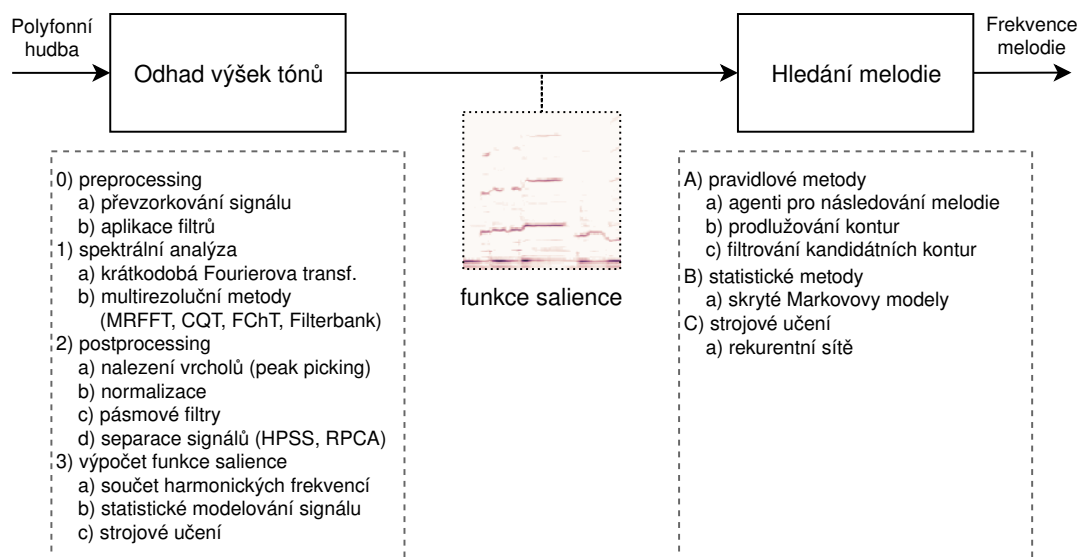 Polyfonní
hudba
Odhad výšek tónů
Hledání melodie
Frekvence
melodie
funkce salience
0) preprocessing
a) převzorkování signálu
b) aplikace filtrů
1) spektrální analýza
a) krátkodobá Fourierova transf.
b) multirezoluční metody
(MRFFT, CQT, FChT, Filterbank)
2) postprocessing
a) nalezení vrcholů (peak picking)
b) normalizace
c) pásmové filtry
d) separace signálů (HPSS, RPCA)
3) výpočet funkce salience
a) součet harmonických frekvencí
b) statistické modelování signálu
c) strojové učení
A) pravidlové metody
a) agenti pro následování melodie
b) prodlužování kontur
c) filtrování kandidátních kontur
B) statistické metody
a) skryté Markovovy modely
C) strojové učení
a) rekurentní sítě